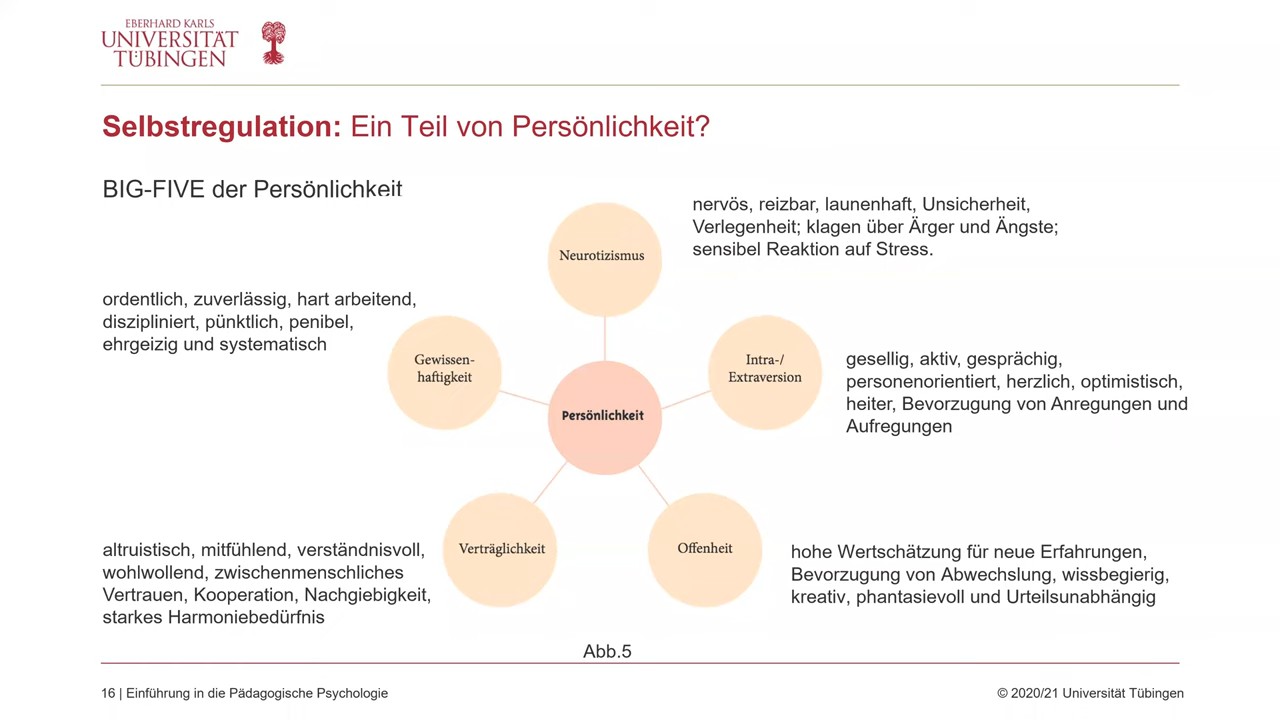 EBERHARD KARLS
UNIVERSITÄT
TÜBINGEN
Selbstregulation: Ein Teil von Persönlichkeit?
BIG-FIVE der Persönlichkeit
nervös, reizbar, launenhaft, Unsicherheit,
Verlegenheit; klagen über Ärger und Ängste;
sensibel Reaktion auf Stress.
Neurotizismus
ordentlich, zuverlässig, hart arbeitend,
diszipliniert, pünktlich, penibel,
ehrgeizig und systematisch
Gewissen-
haftigkeit
Intra-/
Extraversion
gesellig, aktiv, gesprächig,
personenorientiert, herzlich, optimistisch,
heiter, Bevorzugung von Anregungen und
Aufregungen
Persönlichkeit
altruistisch, mitfühlend, verständnisvoll,
wohlwollend, zwischenmenschliches
Vertrauen, Kooperation, Nachgiebigkeit,
starkes Harmoniebedürfnis
Verträglichkeit
Offenheit
hohe Wertschätzung für neue Erfahrungen,
Bevorzugung von Abwechslung, wissbegierig,
kreativ, phantasievoll und Urteilsunabhängig
Abb.5
16 | Einführung in die Pädagogische Psychologie
© 2020/21 Universität Tübingen